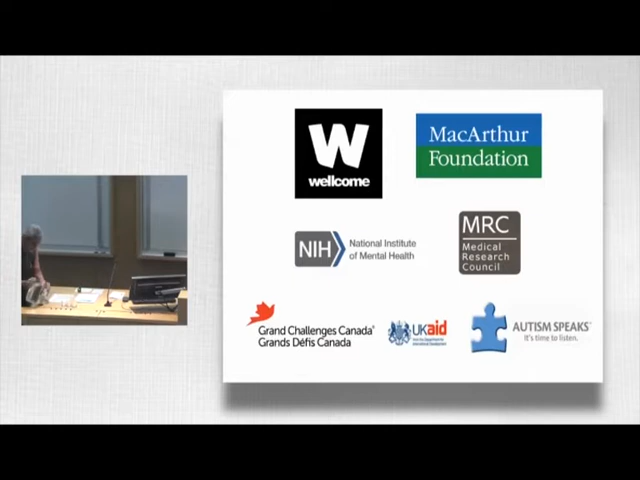 W
wellcome
MacArthur
Foundation
NIH
National Institute
of Mental Health
MRC
Medical
Research
Council
Grand Challenges Canada®
Grands Défis Canada
UKaid
AUTISM SPEAKS®
It's time to listen.